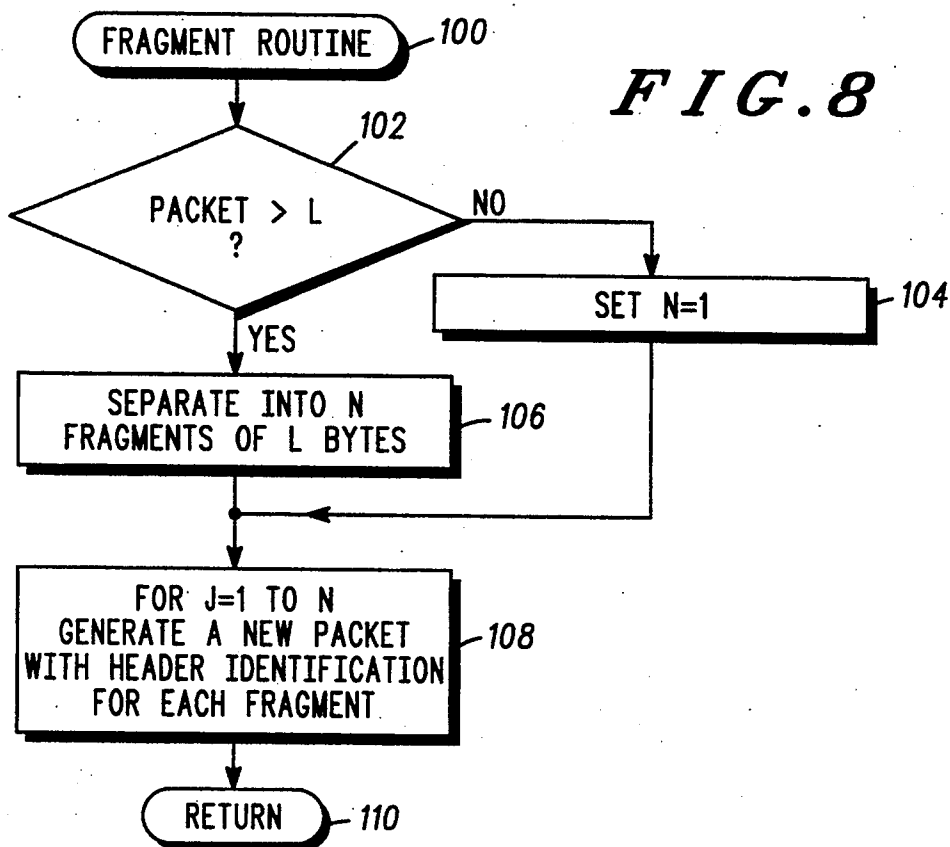 FRAGMENT ROUTINE
100
FIG.8
102
PACKET > L
?
NO
SET N=1
104
YES
SEPARATE INTO N
FRAGMENTS OF L BYTES
106
FOR J=1 TO N
GENERATE A NEW PACKET
WITH HEADER IDENTIFICATION
FOR EACH FRAGMENT
108
RETURN
110